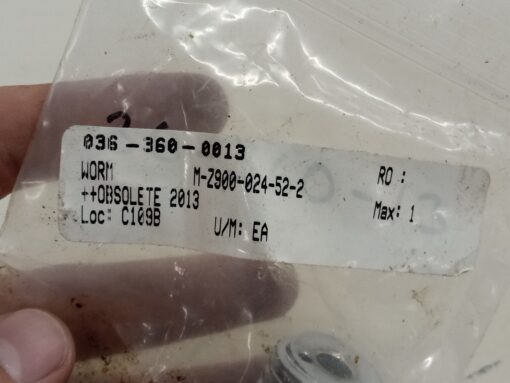 036-360-0013
WORM M-Z900-024-52-2 RO:
++OBSOLETE 2013 Max: 1
Loc: C109B U/M: EA